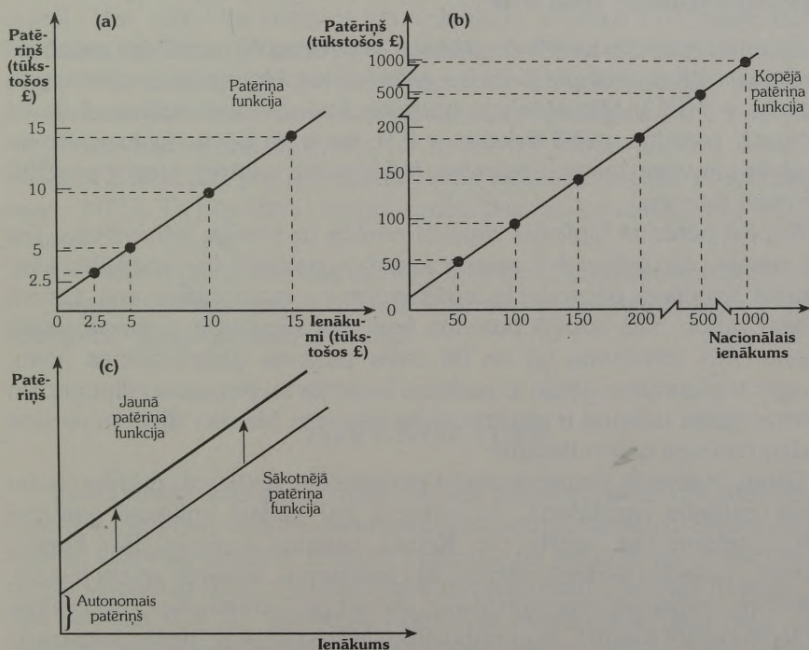 (a)
Patē-
riņš
(tūks-
tošos
£)
Patēriņa
funkcija
15
10
5
2.5
0
2.5
5
10
15
Ienāku-
mi (tūks-
tošos £)
(b)
Patēriņš
(tūkstošos £)
1000
500
200
150
100
50
0
Kopējā
patēriņa
funkcija
50
100
150
200
500
1000
Nacionālais
ienākums
(c)
Patē-
riņš
Jaunā
patēriņa
funkcija
Sākotnējā
patēriņa
funkcija
Autonomais
patēriņš
Ienākums